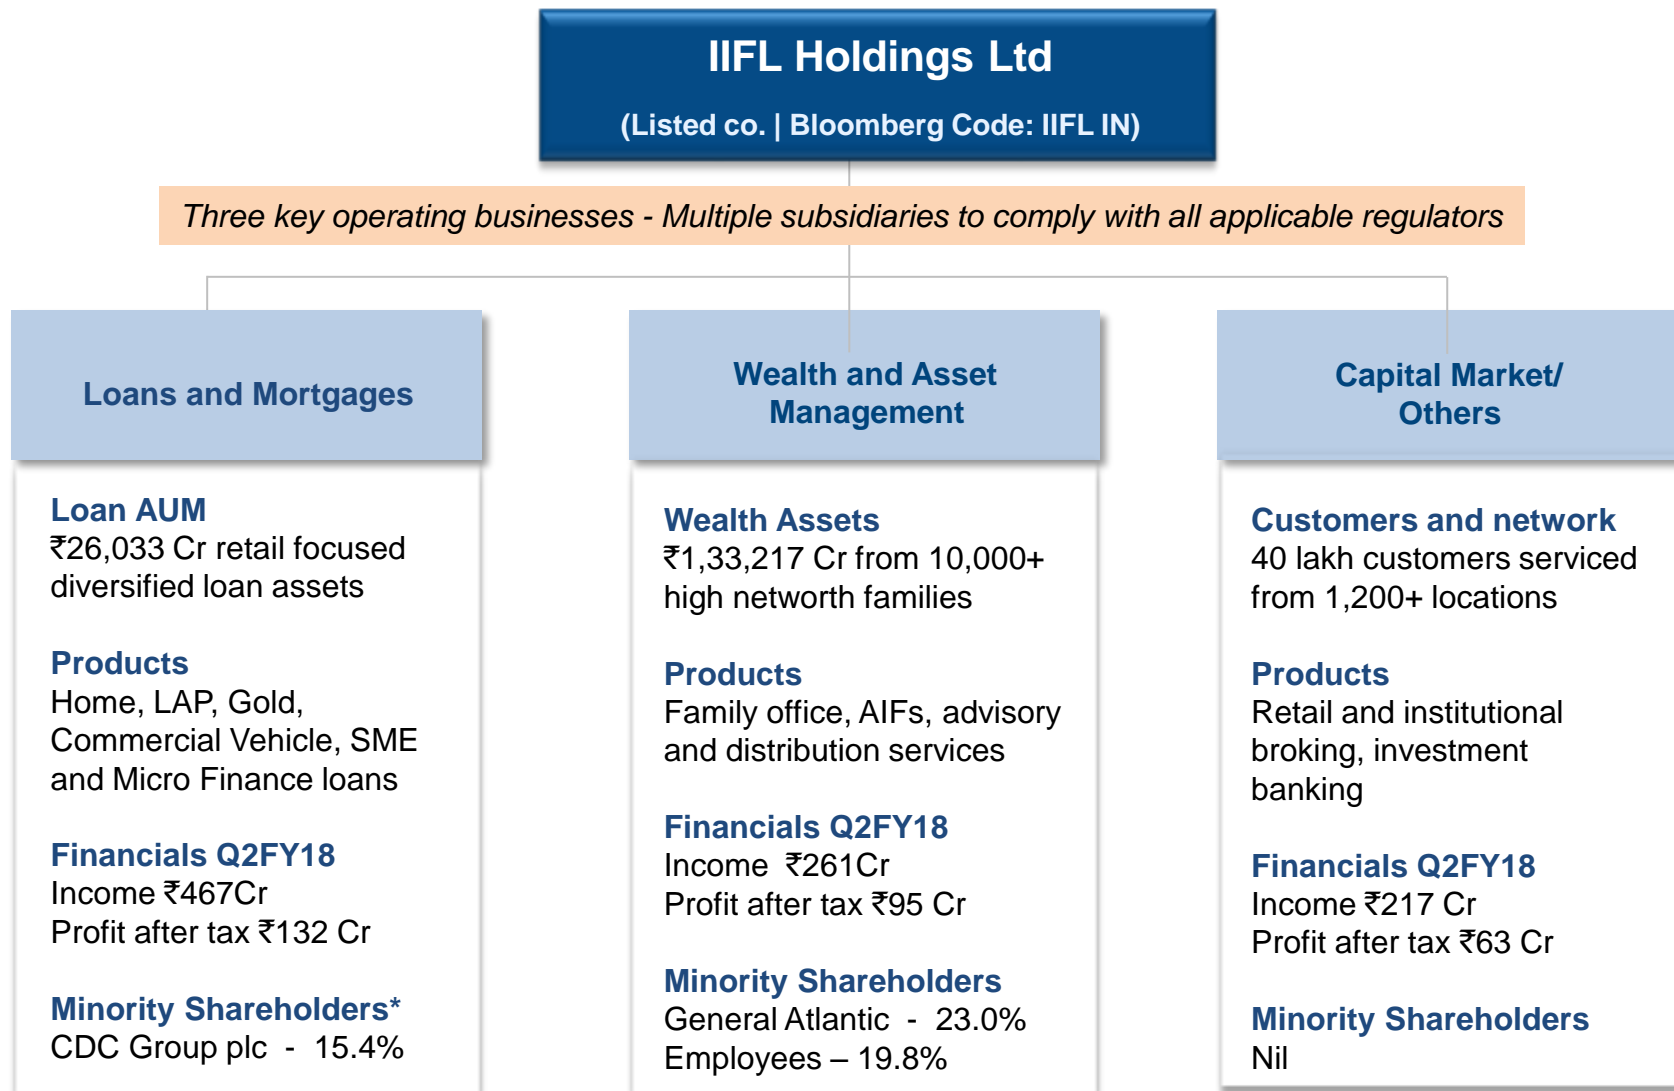 IIFL Holdings Ltd
(Listed co. | Bloomberg Code: IIFL IN)
Three key operating businesses - Multiple subsidiaries to comply with all applicable regulators
Loans and Mortgages
Loan AUM
₹26,033 Cr retail focused
diversified loan assets
Products
Home, LAP, Gold,
Commercial Vehicle, SME
and Micro Finance loans
Financials Q2FY18
Income ₹467Cr
Profit after tax ₹132 Cr
Minority Shareholders*
CDC Group plc - 15.4%
Wealth and Asset
Management
Wealth Assets
₹1,33,217 Cr from 10,000+
high networth families
Products
Family office, AIFs, advisory
and distribution services
Financials Q2FY18
Income ₹261Cr
Profit after tax ₹95 Cr
Minority Shareholders
General Atlantic - 23.0%
Employees – 19.8%
Capital Market/
Others
Customers and network
40 lakh customers serviced
from 1,200+ locations
Products
Retail and institutional
broking, investment
banking
Financials Q2FY18
Income ₹217 Cr
Profit after tax ₹63 Cr
Minority Shareholders
Nil